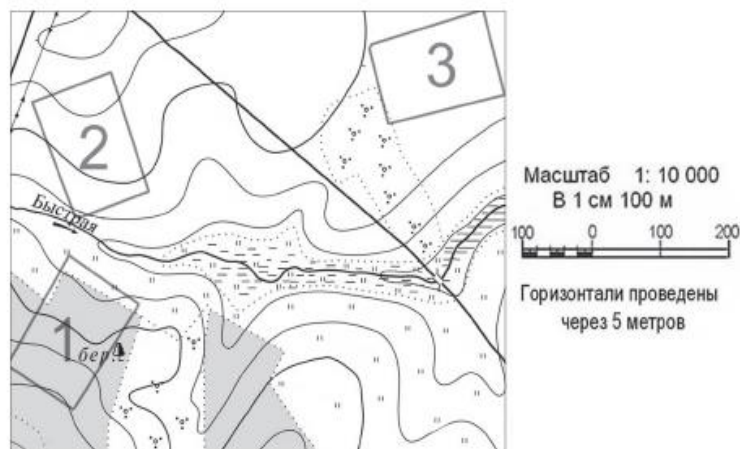 3
2
Быстрая
1
бер.
Масштаб 1: 10 000
В 1 см 100 м
100 0 100 200
Горизонтали проведены
через 5 метров